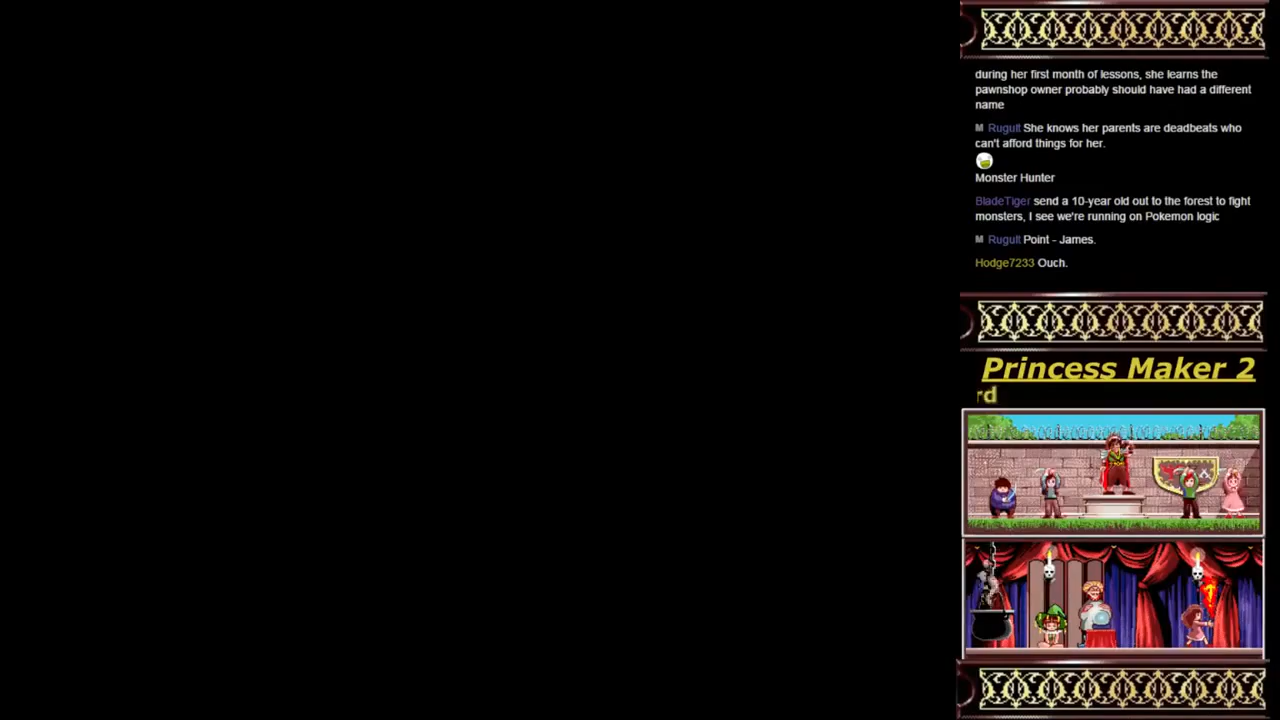 during her first month of lessons, she learns the
pawnshop owner probably should have had a different
name
M Rugult She knows her parents are deadbeats who
can't afford things for her.
Monster Hunter
BladeTiger send a 10-year old out to the forest to fight
monsters, I see we're running on Pokemon logic
M Rugult Point - James.
Hodge7233 Ouch.
Princess Maker 2
rd